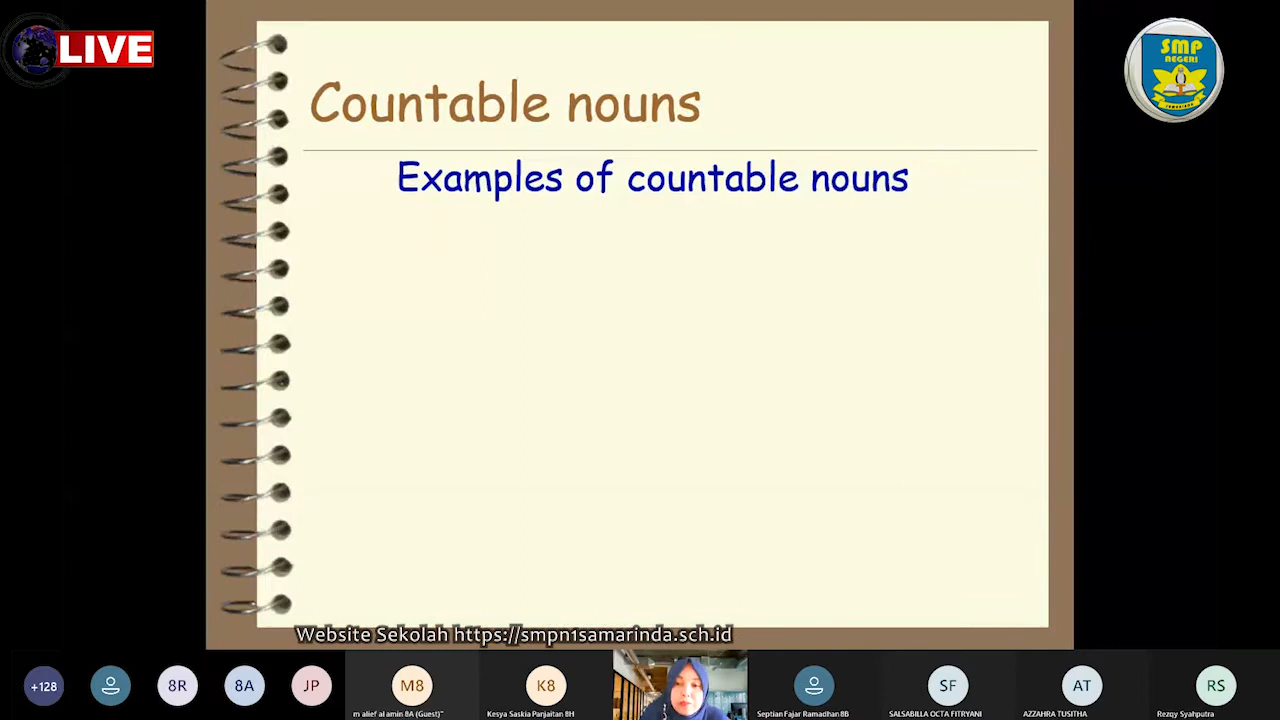 LIVE
SMP
NEGERI
Countable nouns
Examples of countable nouns
Website Sekolah https://smpn1samarinda.sch.id
+128
8R
8A
JP
M8
K8
SF
AT
RS
m alief al amin 8A (Guest)"
Kesya Saskia Panjaitan 8H
Septian Fajar Ramadhan 8B
SALSABILLA OCTA FITRYANI
AZZAHRA TUSITHA
Rezqy Syahputra